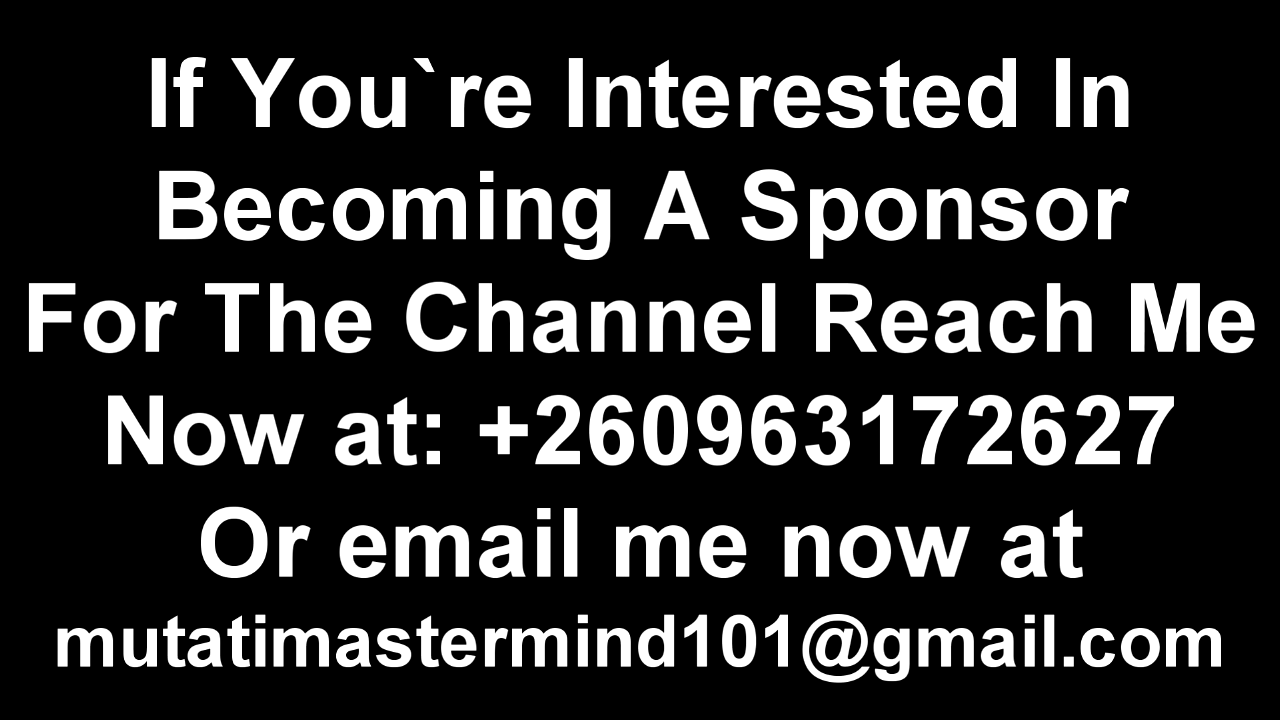 If You`re Interested In
Becoming A Sponsor
For The Channel Reach Me
Now at: +260963172627
Or email me now at
mutatimastermind101@gmail.com